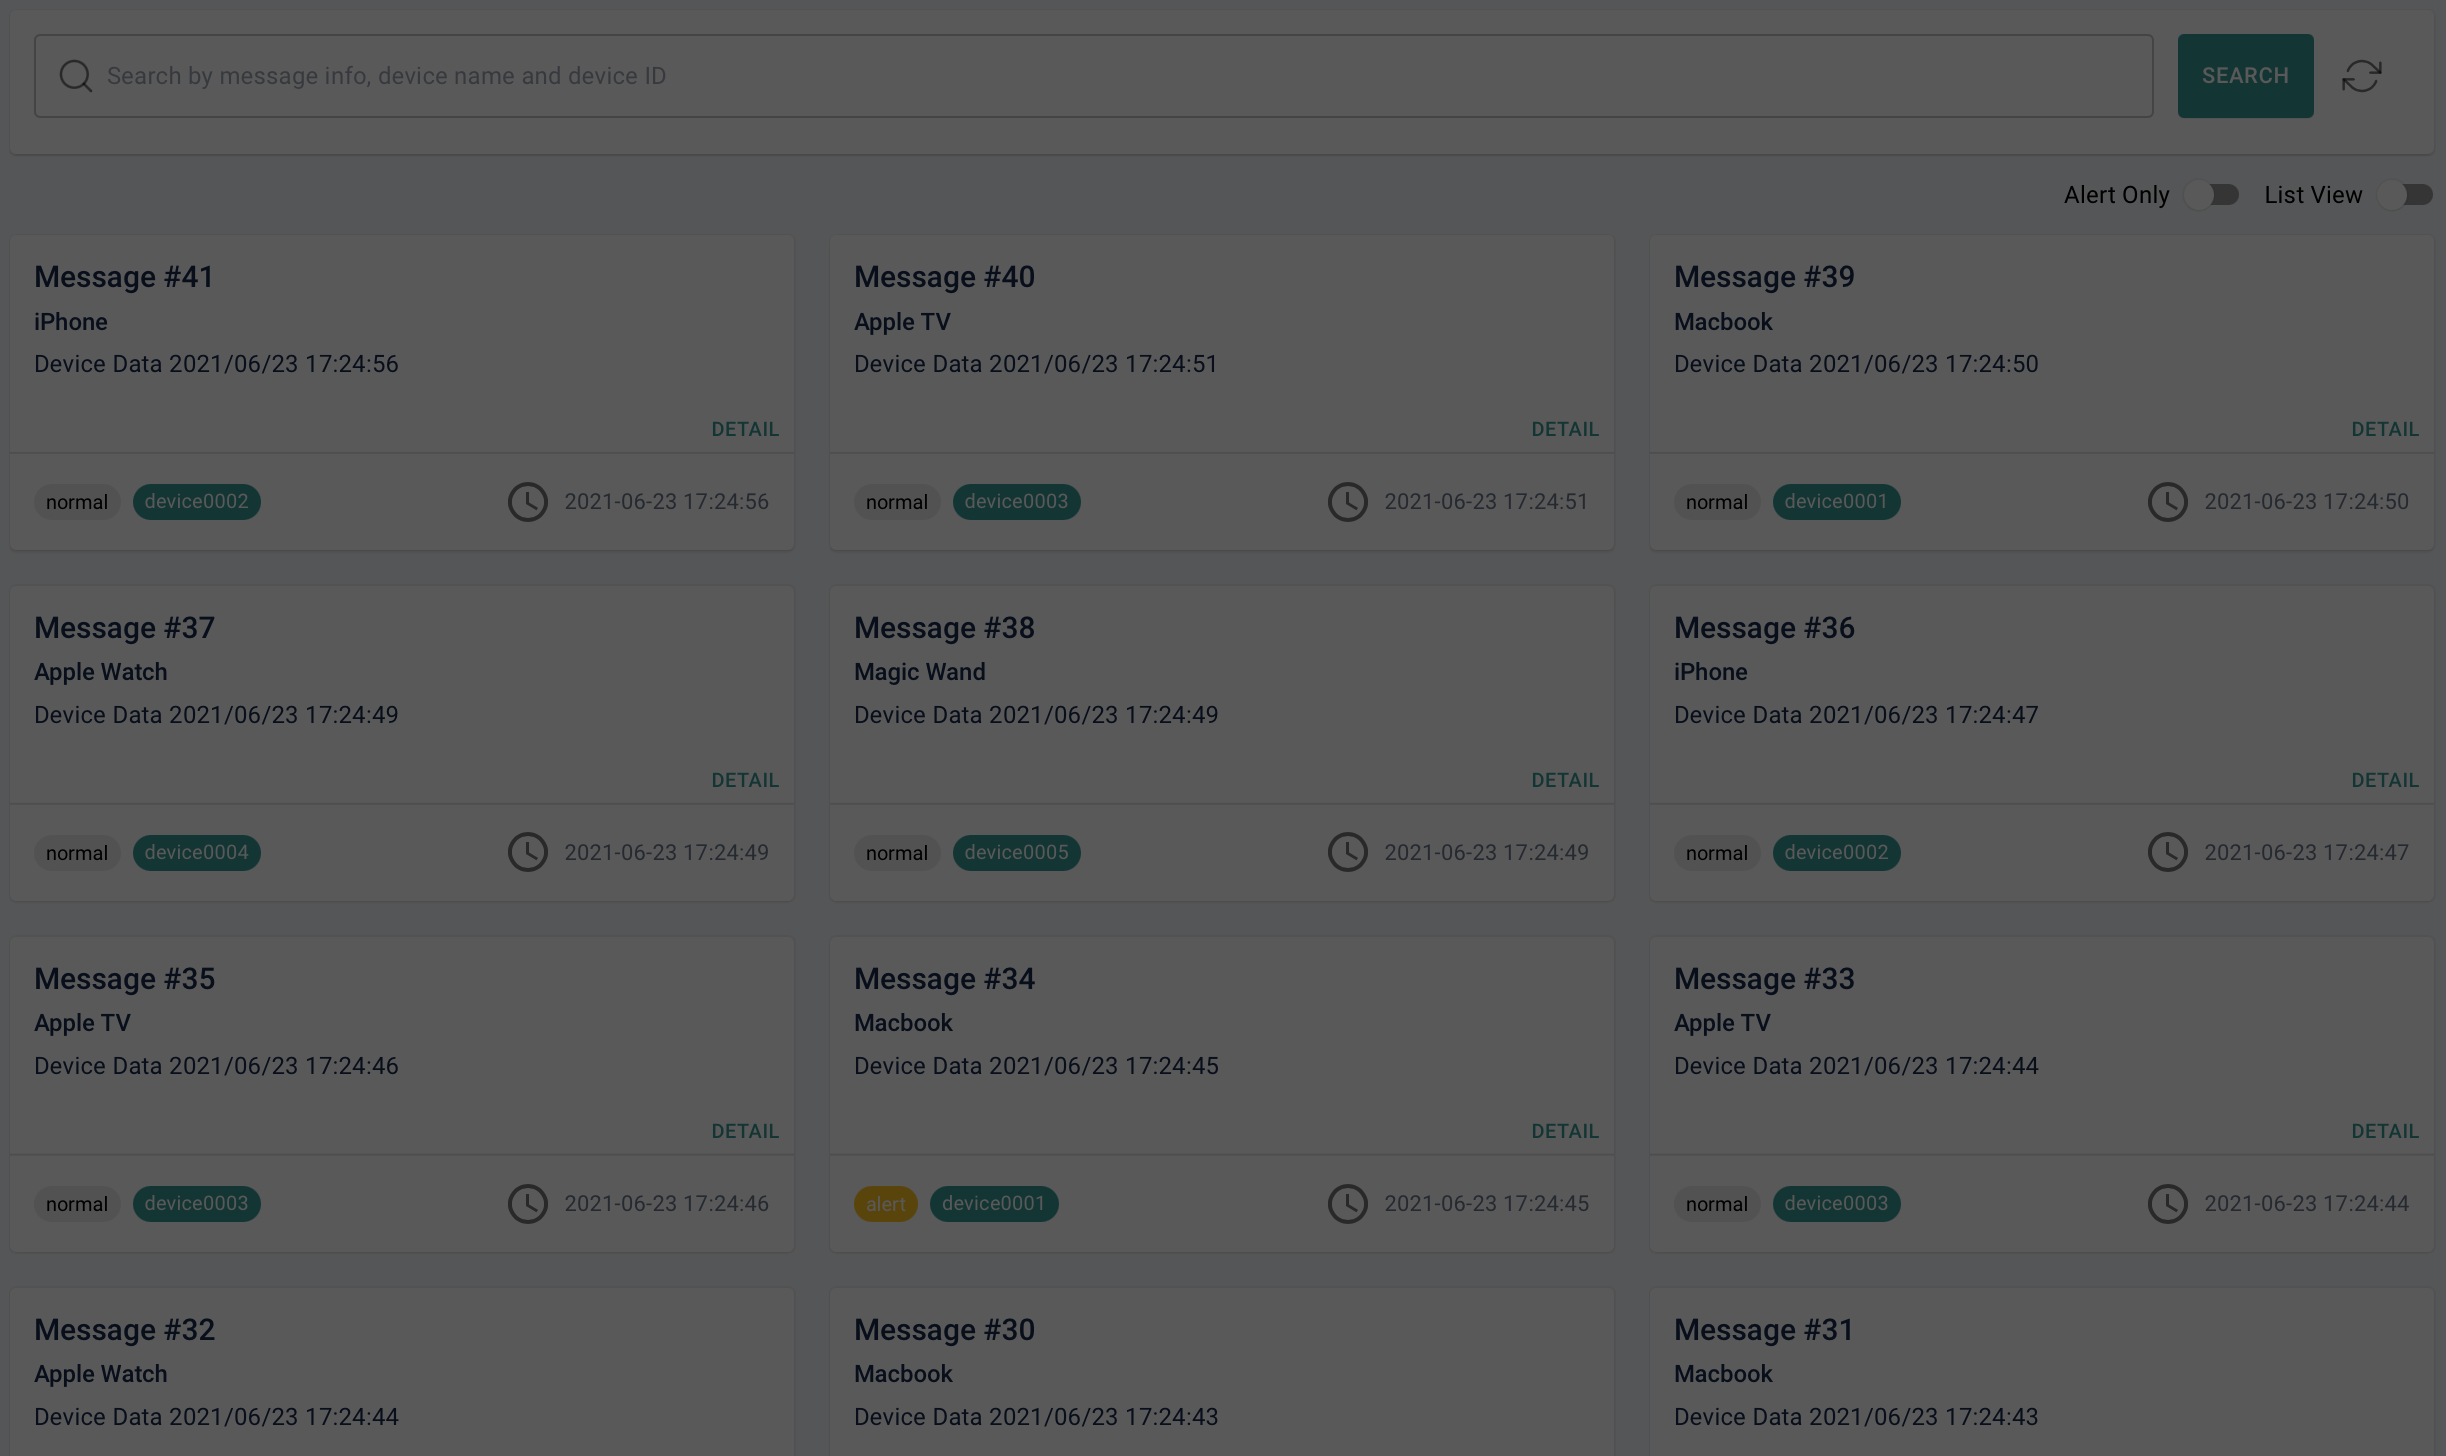 Search by message info, device name and device ID
SEARCH
Alert Only
List View
Message #41
iPhone
Device Data 2021/06/23 17:24:56
DETAIL
normal device0002 2021-06-23 17:24:56
Message #40
Apple TV
Device Data 2021/06/23 17:24:51
DETAIL
normal device0003 2021-06-23 17:24:51
Message #39
Macbook
Device Data 2021/06/23 17:24:50
DETAIL
normal device0001 2021-06-23 17:24:50
Message #37
Apple Watch
Device Data 2021/06/23 17:24:49
DETAIL
normal device0004 2021-06-23 17:24:49
Message #38
Magic Wand
Device Data 2021/06/23 17:24:49
DETAIL
normal device0005 2021-06-23 17:24:49
Message #36
iPhone
Device Data 2021/06/23 17:24:47
DETAIL
normal device0002 2021-06-23 17:24:47
Message #35
Apple TV
Device Data 2021/06/23 17:24:46
DETAIL
normal device0003 2021-06-23 17:24:46
Message #34
Macbook
Device Data 2021/06/23 17:24:45
DETAIL
alert device0001 2021-06-23 17:24:45
Message #33
Apple TV
Device Data 2021/06/23 17:24:44
DETAIL
normal device0003 2021-06-23 17:24:44
Message #32
Apple Watch
Device Data 2021/06/23 17:24:44
Message #30
Macbook
Device Data 2021/06/23 17:24:43
Message #31
Macbook
Device Data 2021/06/23 17:24:43